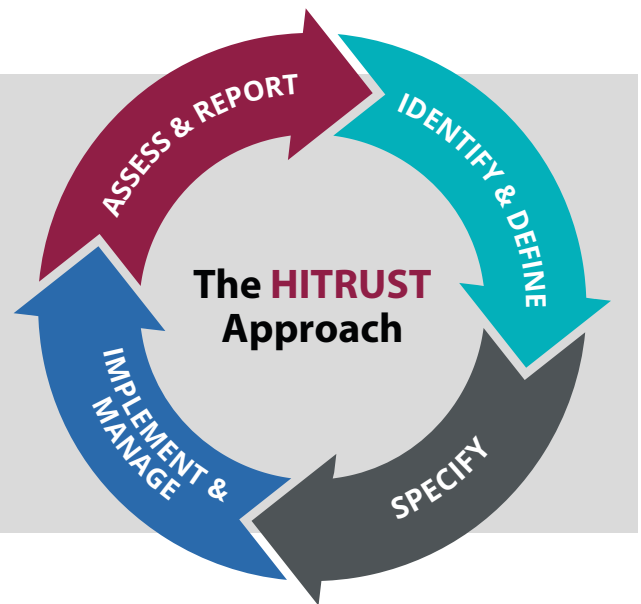 The HITRUST
Approach
IDENTIFY & DEFINE
SPECIFY
IMPLEMENT &
MANAGE
ASSESS & REPORT